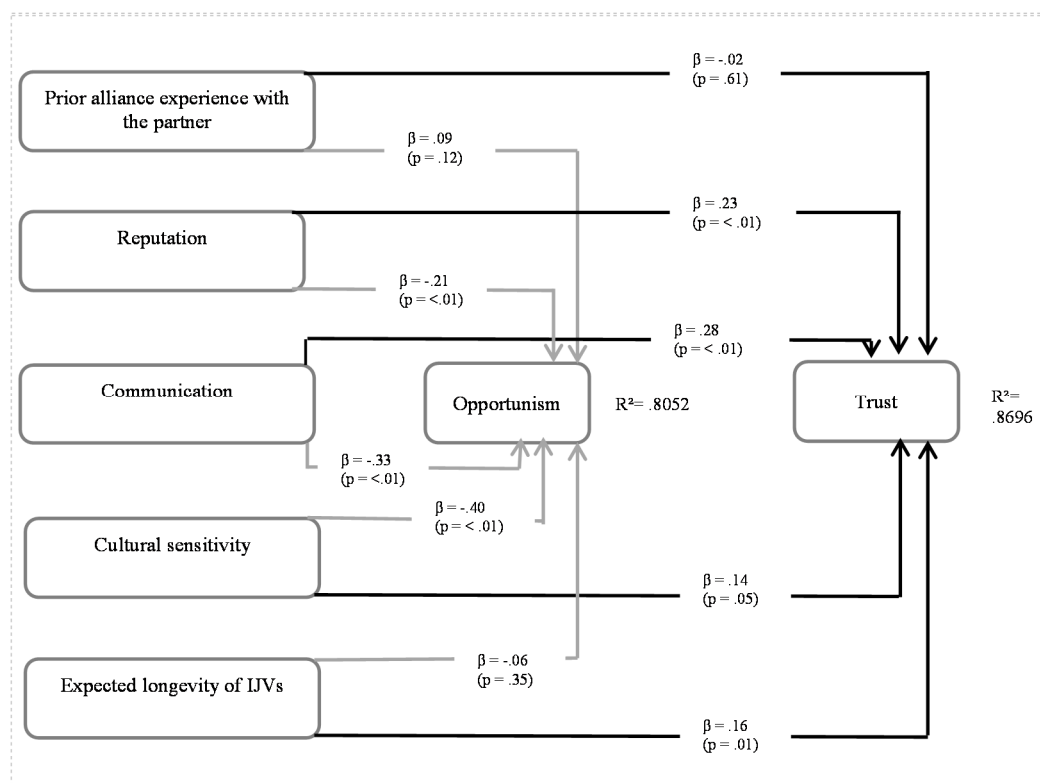 β = -.02
(p = .61)
Prior alliance experience with
the partner
β = .09
(p = .12)
β = .23
(p = < .01)
Reputation
β = -.21
(p = <.01)
β = .28
(p = < .01)
Communication
Opportunism
R²= .8052
Trust
R²=
.8696
β = -.33
(p = <.01)
β = -.40
(p = < .01)
Cultural sensitivity
β = .14
(p = .05)
β = -.06
(p = .35)
Expected longevity of IJVs
β = .16
(p = .01)